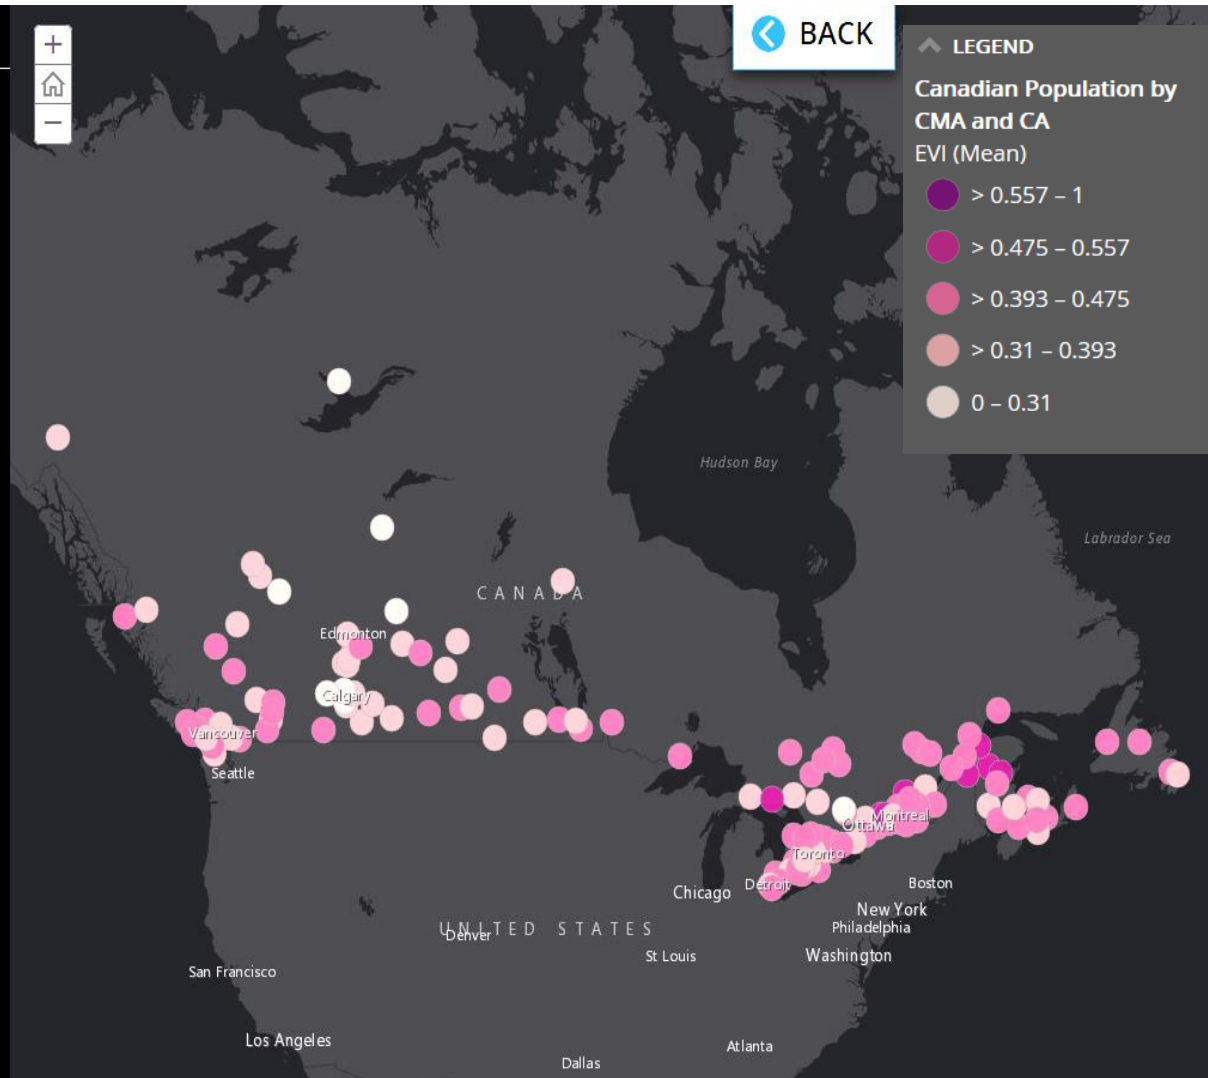 +
−
BACK
LEGEND
Canadian Population by
CMA and CA
EVI (Mean)
> 0.557 – 1
> 0.475 – 0.557
> 0.393 – 0.475
> 0.31 – 0.393
0 – 0.31
Hudson Bay
Labrador Sea
CANADA
Edmonton
Calgary
Vancouver
Seattle
Montreal
Ottawa
Toronto
Detroit
Chicago
Boston
New York
Philadelphia
UNITED STATES
Denver
St Louis
Washington
San Francisco
Los Angeles
Atlanta
Dallas